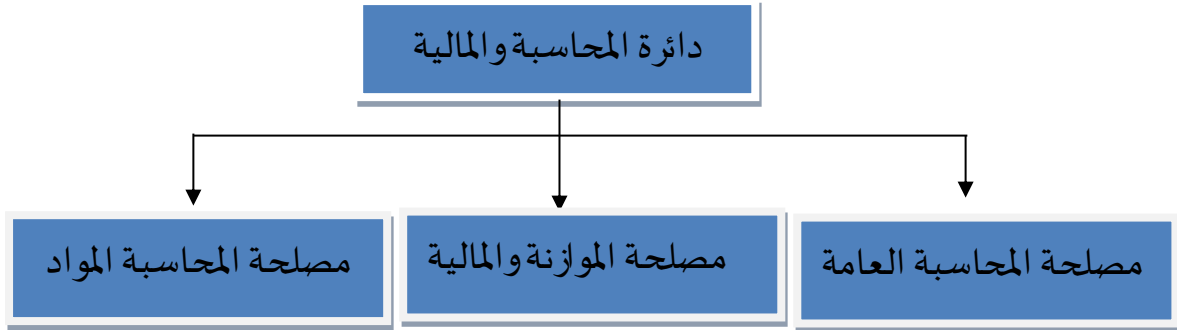 دائرة المحاسبة والمالية
مصلحة المحاسبة العامة
مصلحة الموازنة والمالية
مصلحة المحاسبة المواد